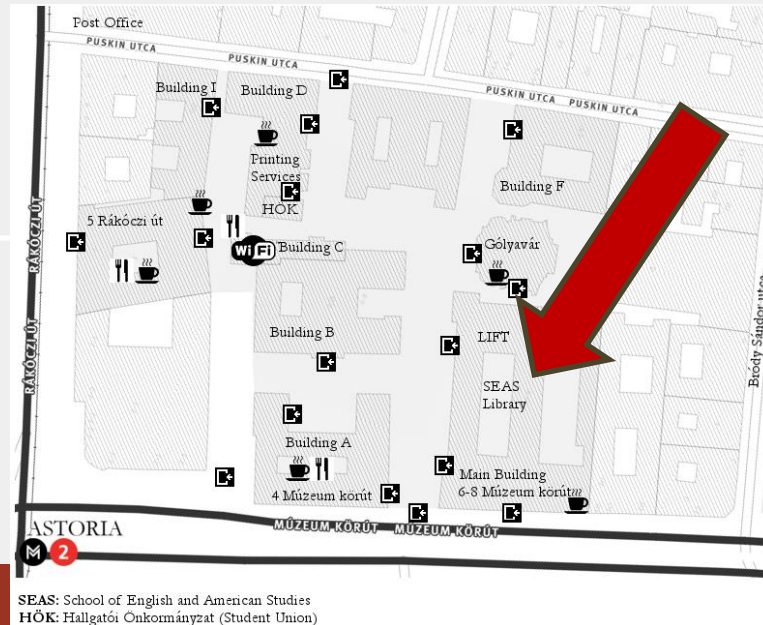 Post Office
PUSKIN UTCA
PUSKIN UTCA
PUSKIN UTCA PUSKIN UTCA
Building I
Building D
Printing
Services
HÖK
Building F
5 Rákóczi út
RÁKÓCZI ÚT
WiFi
Building C
Gólyavár
Building B
LIFT
SEAS
Library
Bródy Sándor utca
RÁKÓCZI ÚT
Building A
4 Múzeum körút
Main Building
6-8 Múzeum körút
MÚZEUM KÖRÚT MÚZEUM KÖRÚT
ASTORIA
M 2
SEAS: School of English and American Studies
HÖK: Hallgatói Önkormányzat (Student Union)